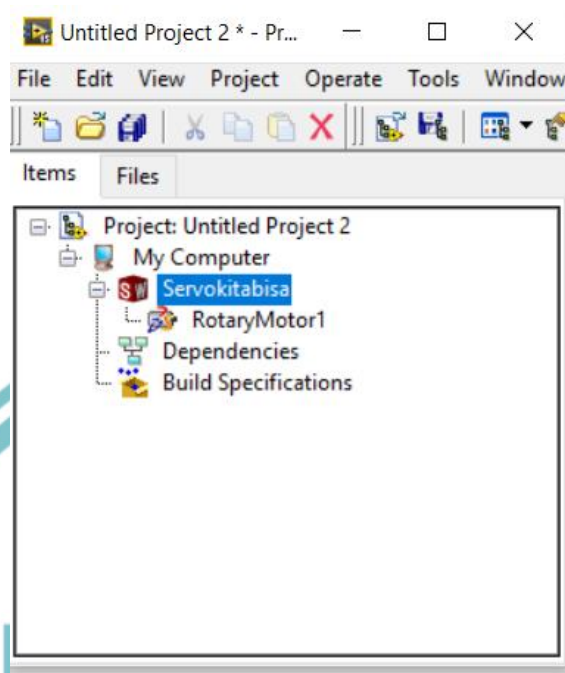 Untitled Project 2 * - Pr...
File Edit View Project Operate Tools Window
Items Files
Project: Untitled Project 2
My Computer
Servokitabisa
RotaryMotor1
Dependencies
Build Specifications